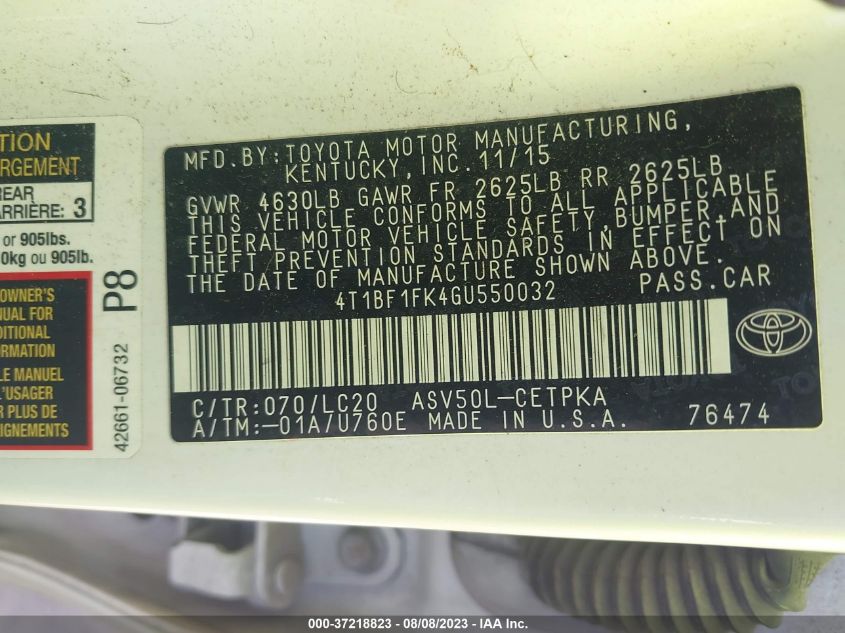 TION
ARGEMENT
REAR
ARRIÈRE: 3
or 905lbs.
0kg ou 905lb.
OWNER'S
NUAL FOR
DITIONAL
ORMATION
LE MANUEL
L'USAGER
R PLUS DE
IGNEMENTS
P8
42661-06732
MFD. BY: TOYOTA MOTOR MANUFACTURING,
KENTUCKY, INC. 11/15
GVWR 4630LB GAWR FR 2625LB RR 2625LB
THIS VEHICLE CONFORMS TO ALL APPLICABLE
FEDERAL MOTOR VEHICLE SAFETY, BUMPER, AND
THEFT PREVENTION STANDARDS IN EFFECT ON
THE DATE OF MANUFACTURE SHOWN ABOVE.
4T1BF1FK4GU550032 PASS. CAR
C/TR: 070/LC20 ASV50L-CETPKA
A/TM:-01A/U760E MADE IN U.S.A. 76474
000-37218823 - 08/08/2023 - IAA Inc.